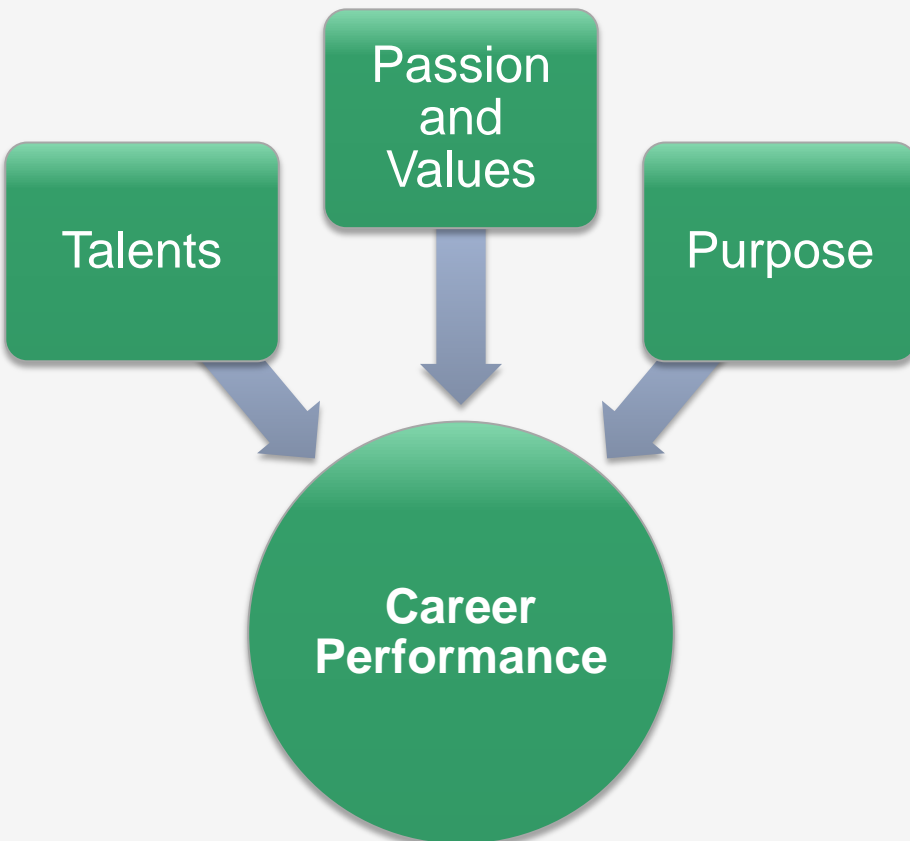 Passion
and
Values
Talents
Purpose
Career
Performance